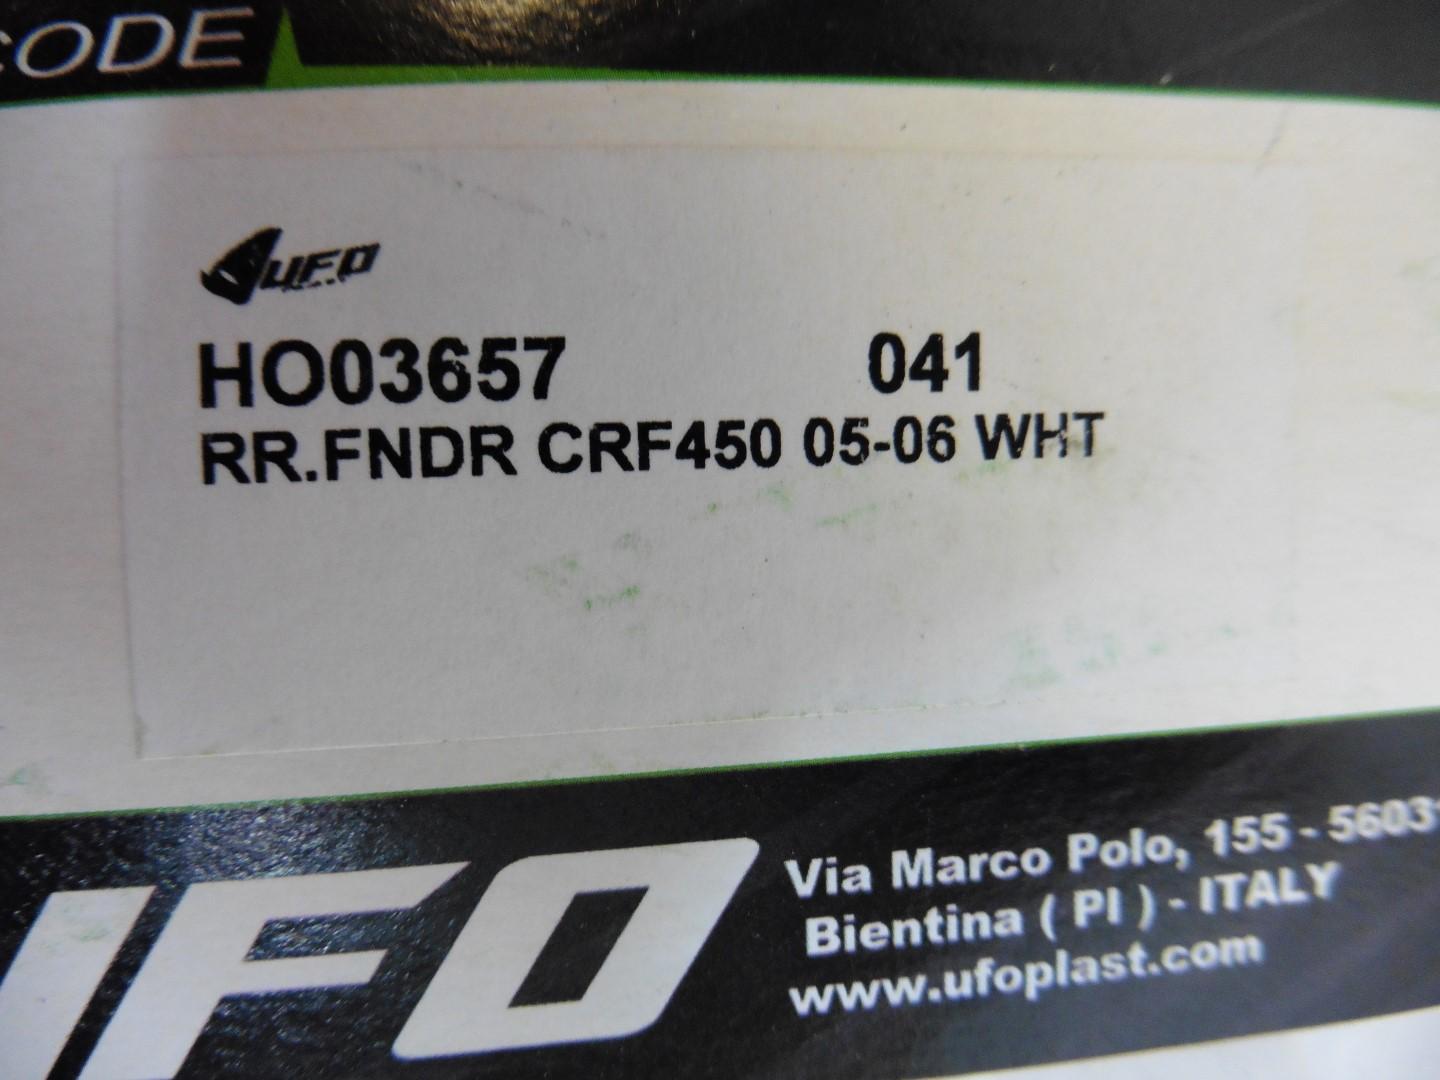 CODE
UFO
HO03657 041
RR.FNDR CRF450 05-06 WHT
UFO
Via Marco Polo, 155 - 5603
Bientina ( PI ) - ITALY
www.ufoplast.com